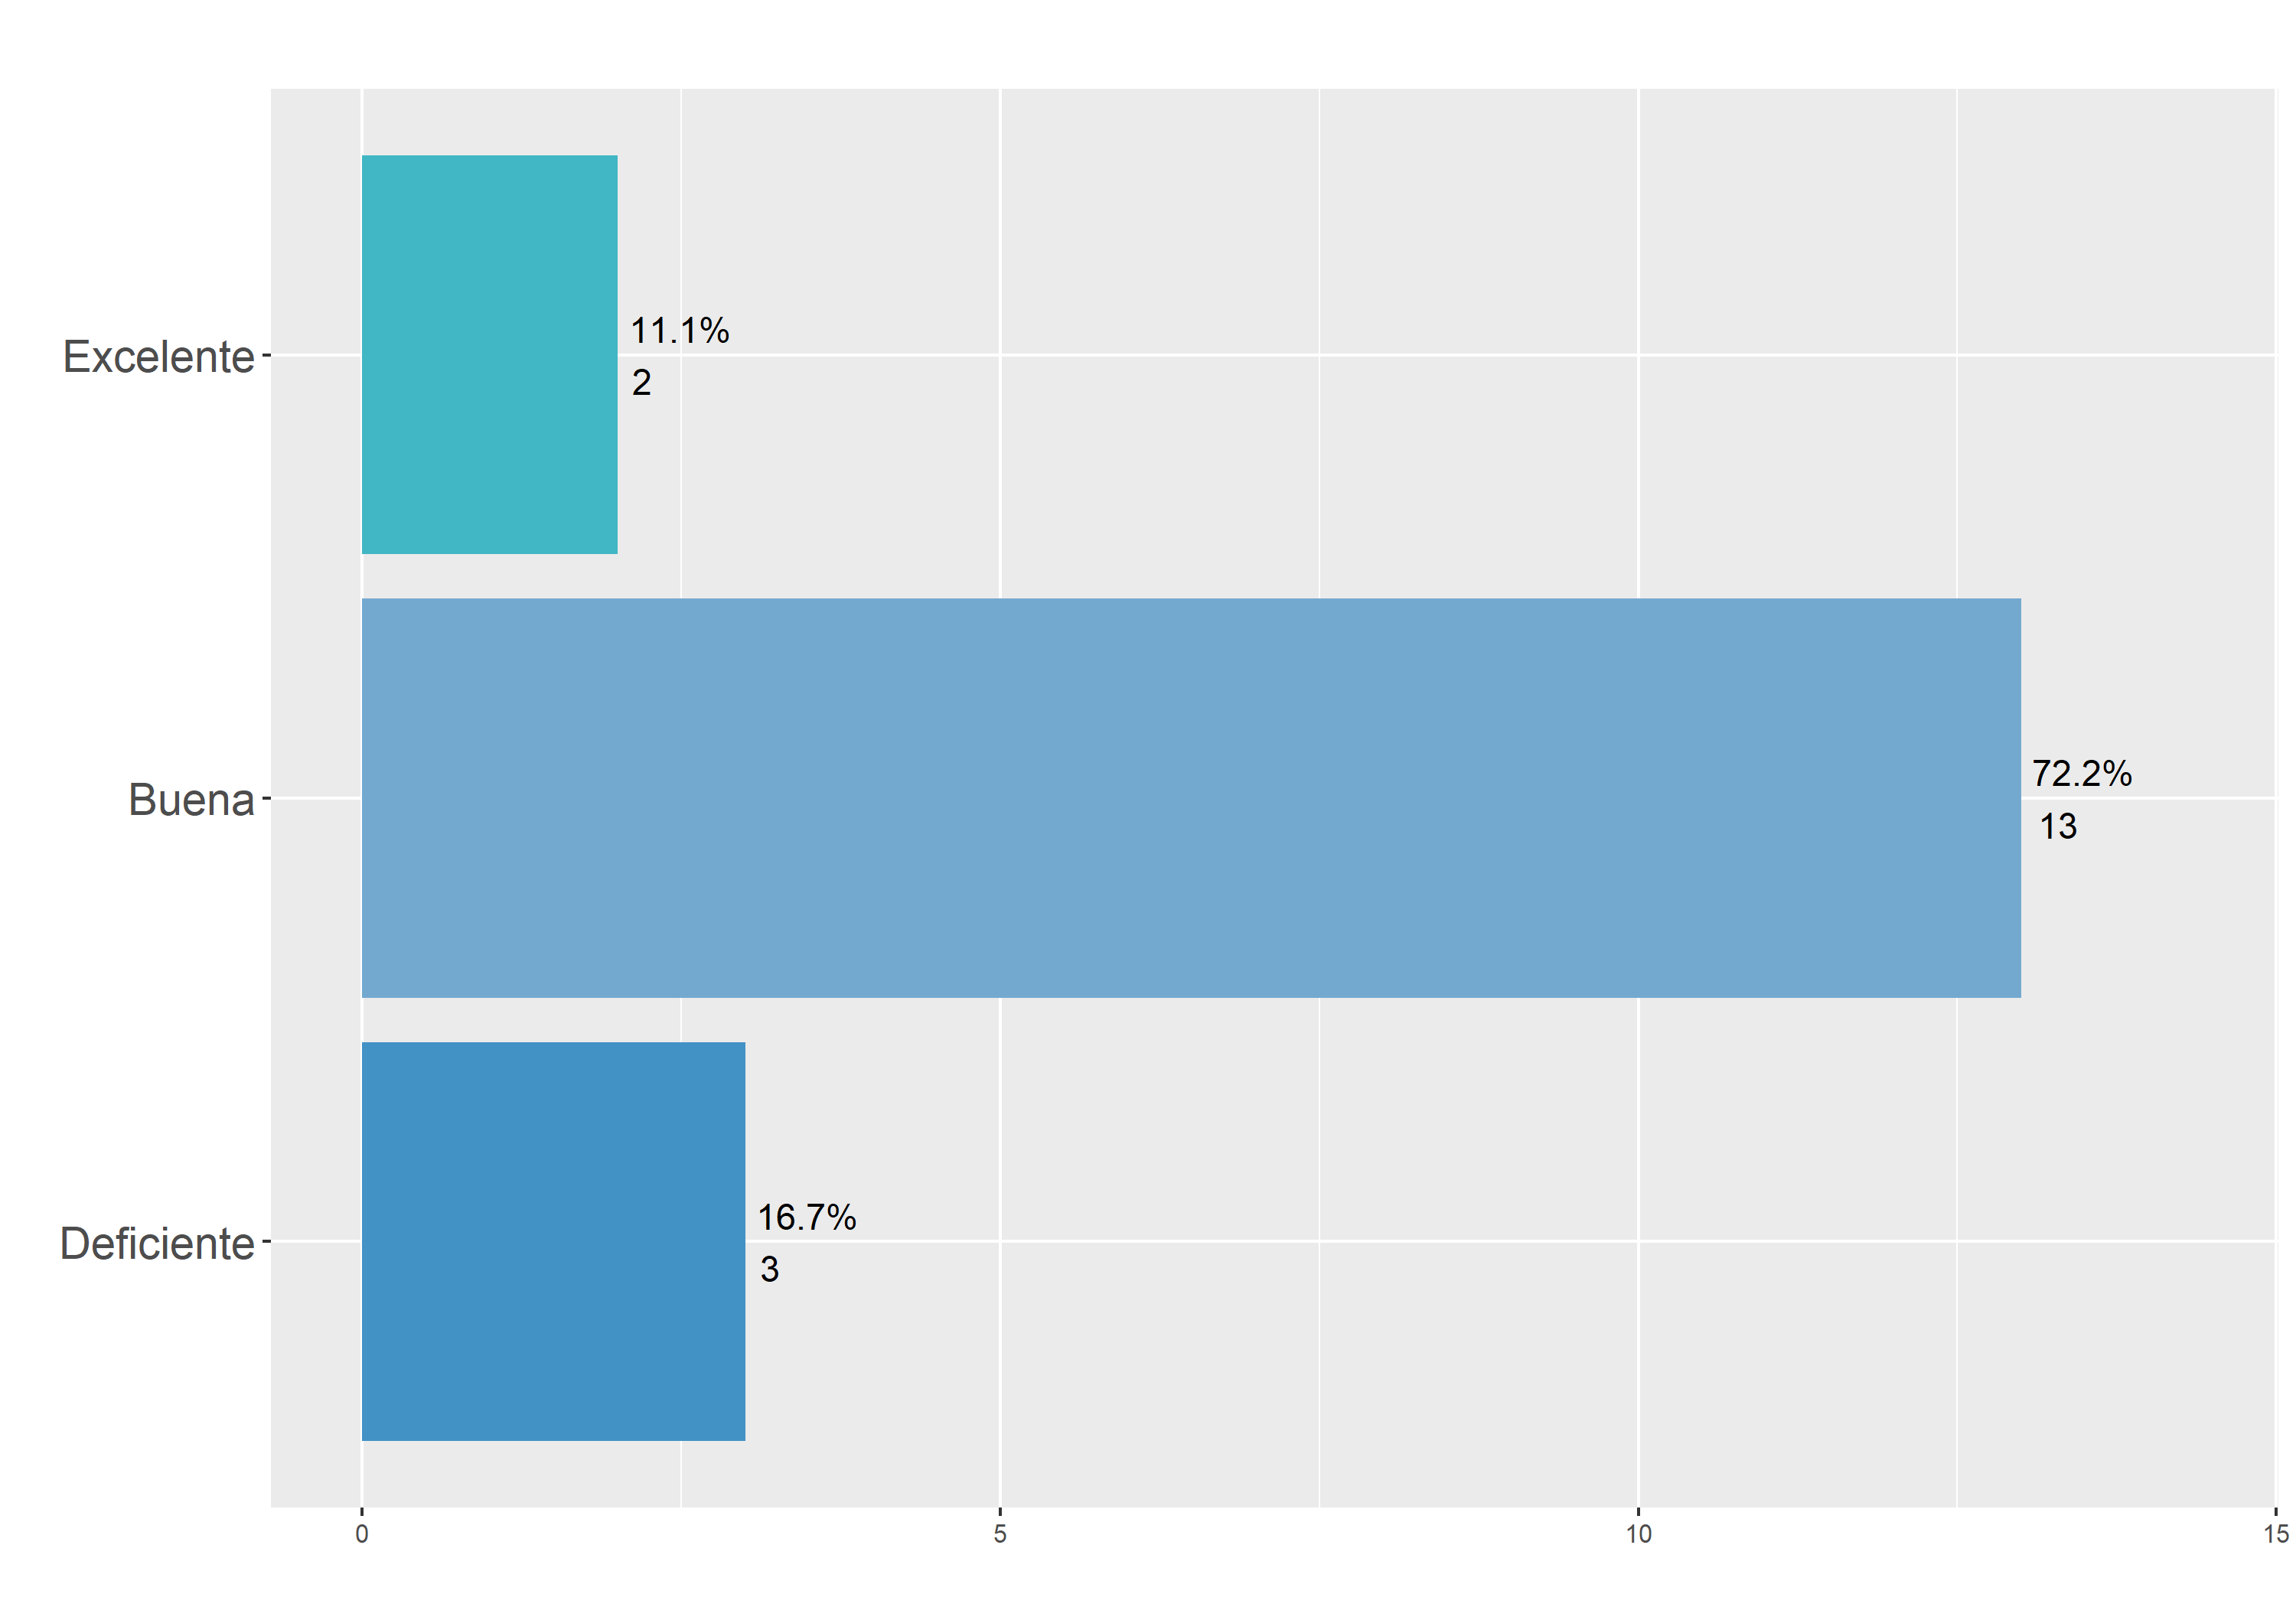 Excelente
11.1%
2
Buena
72.2%
13
Deficiente
16.7%
3
0 5 10 15